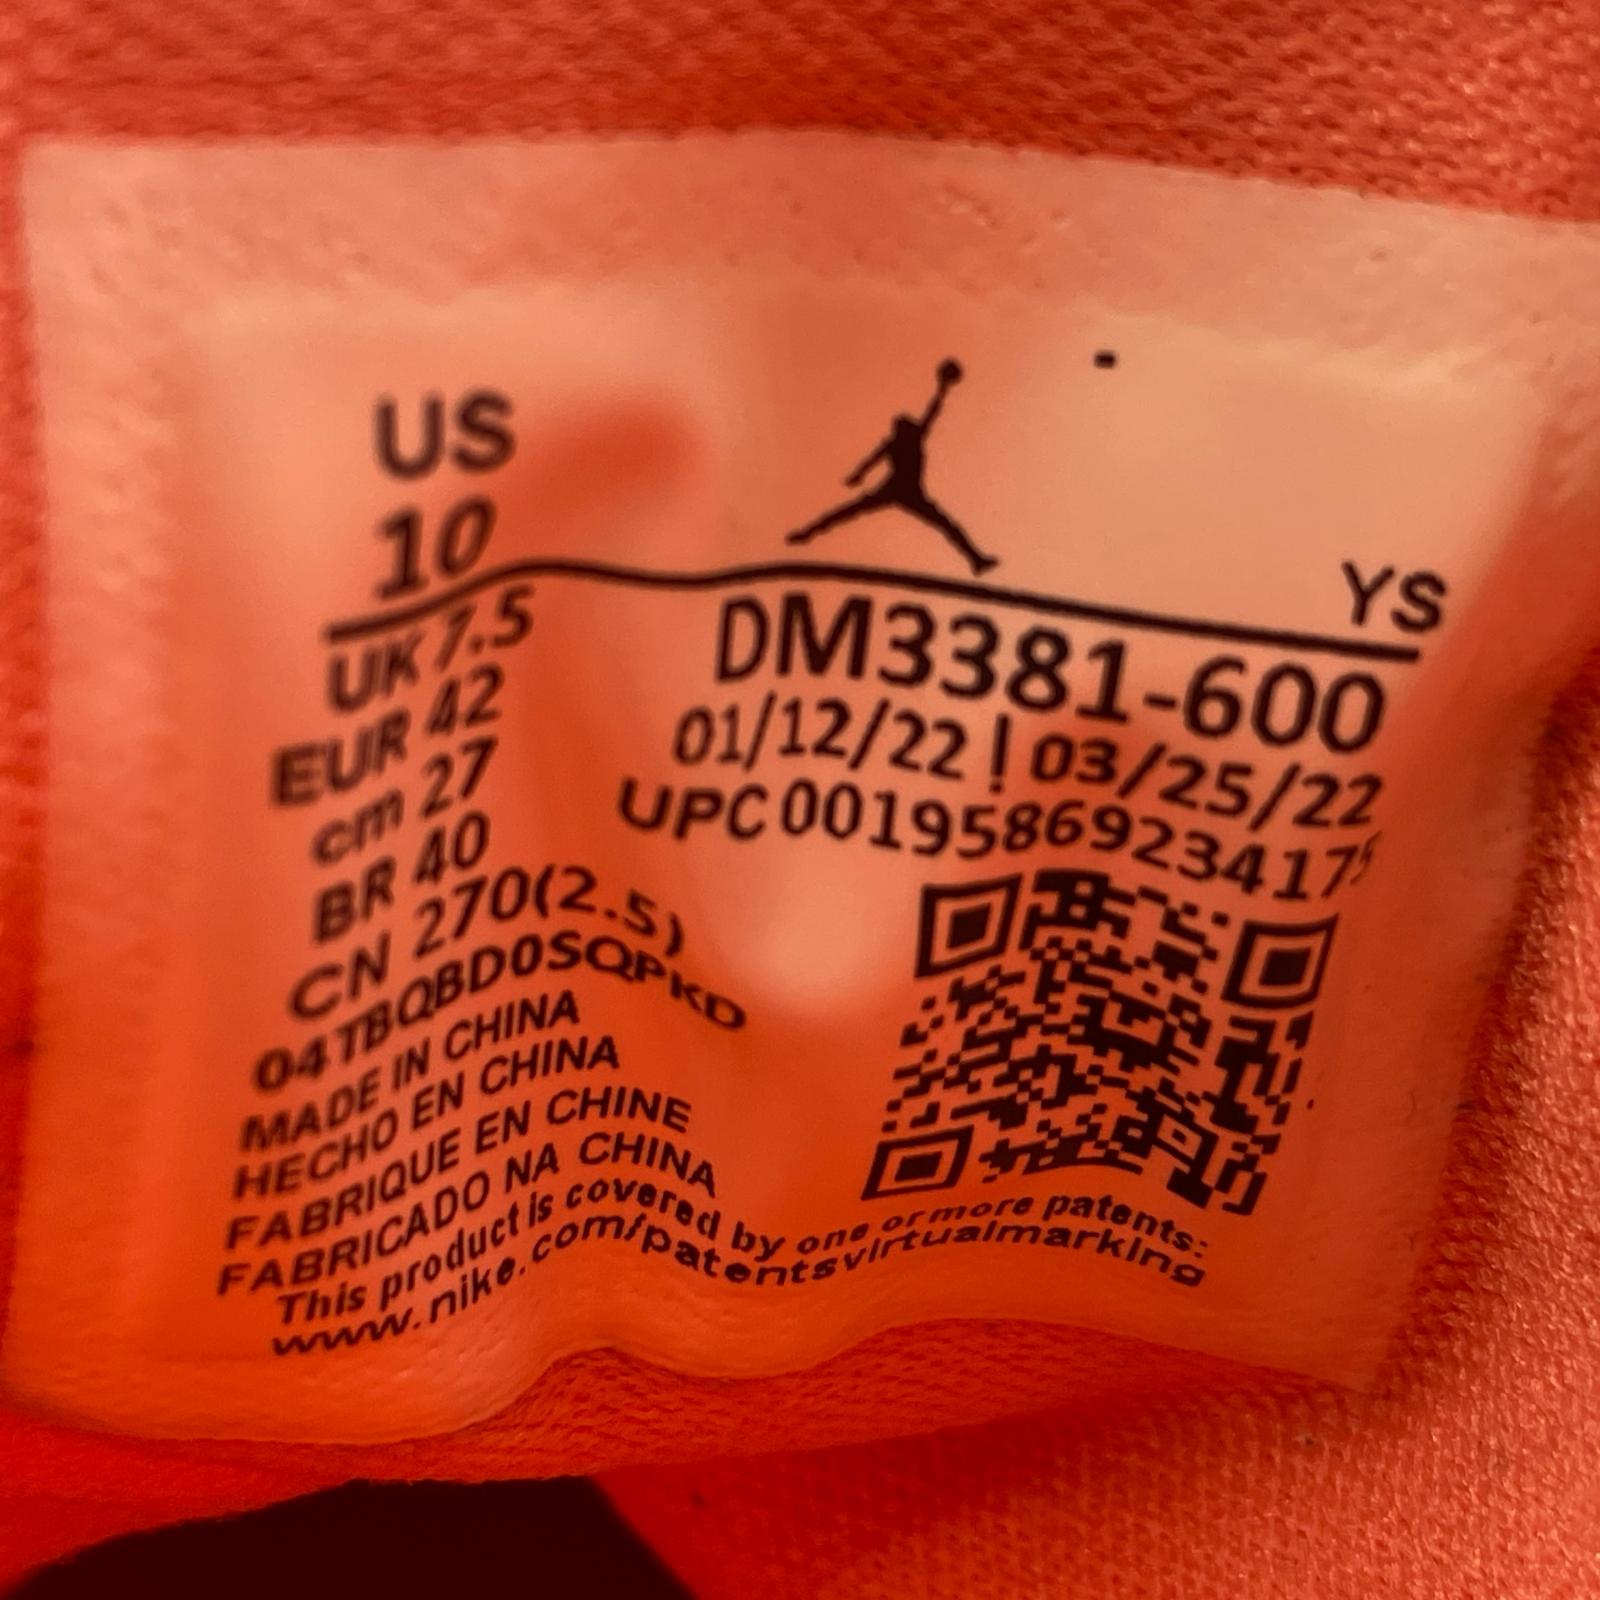 US
10
UK 7.5
EUR 42
cm 27
BR 40
CN 270(2.5)
04TBQBD0SQPKD
MADE IN CHINA
HECHO EN CHINA
FABRIQUE EN CHINE
FABRICADO NA CHINA
This product is covered by one or more patents:
www.nike.com/patentsvirtualmarking
YS
DM3381-600
01/12/22 | 03/25/22
UPC00195869234175